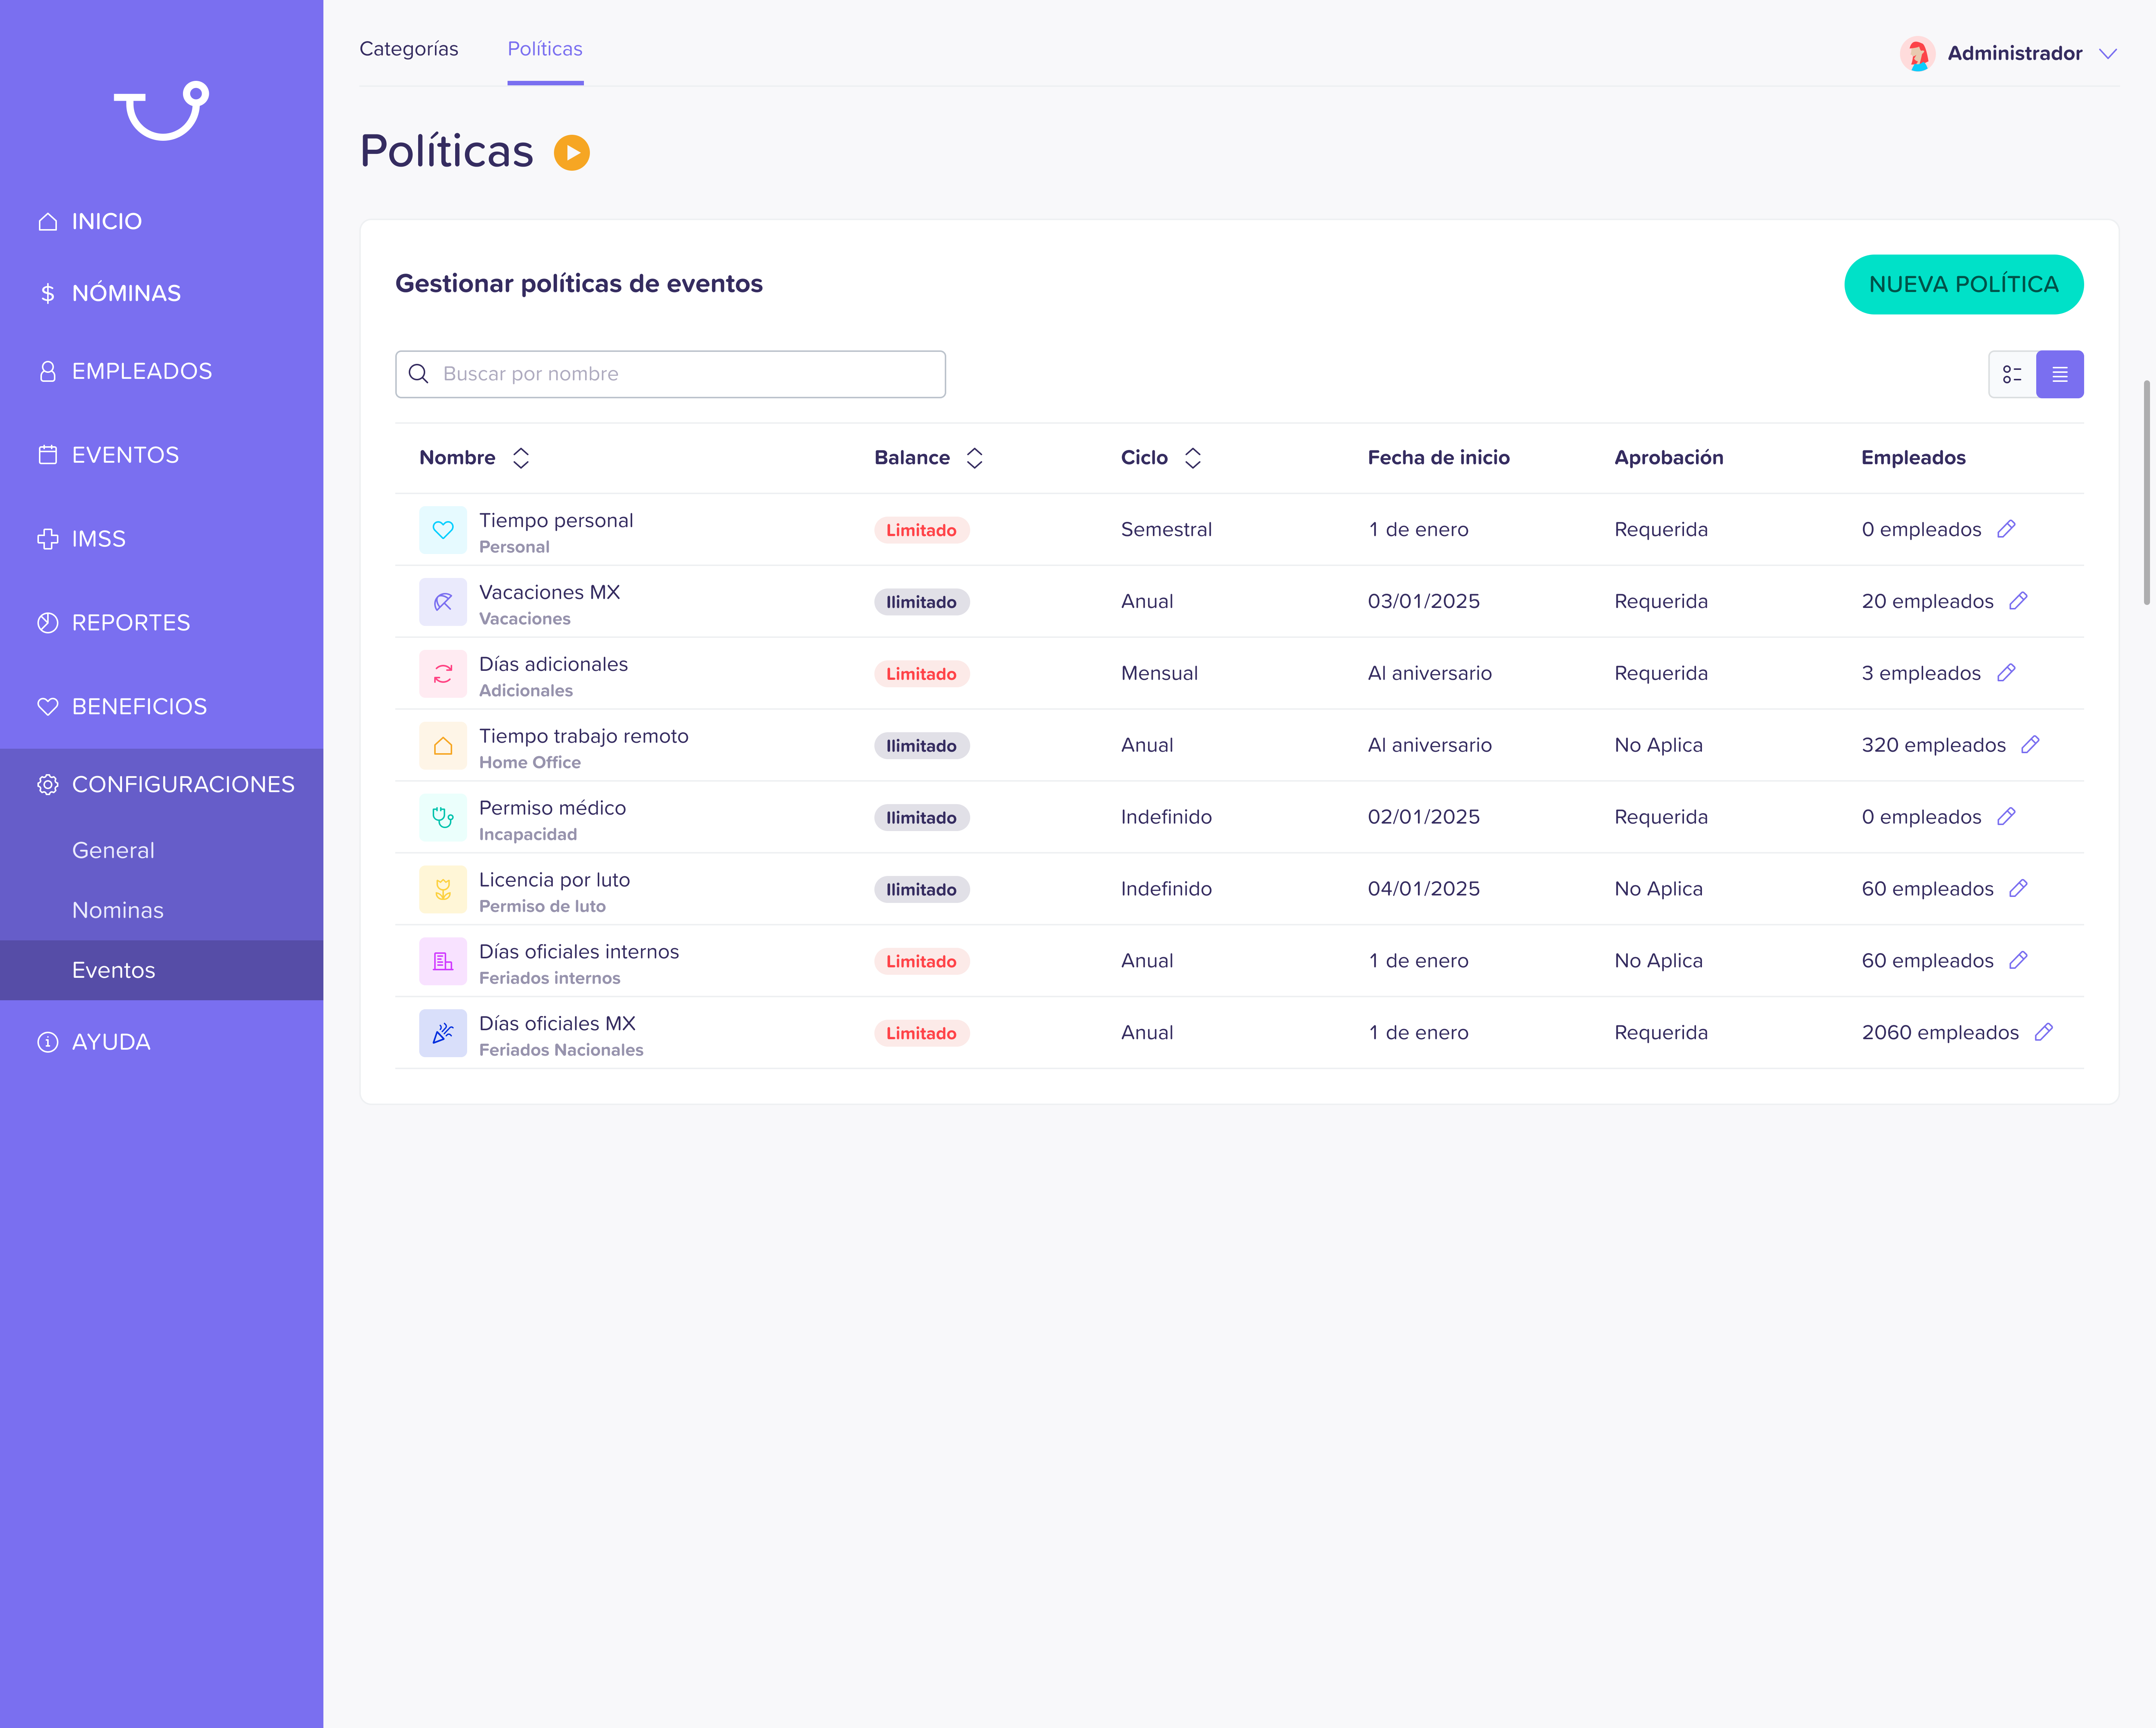 Categorías Políticas Administrador
Políticas
INICIO
NÓMINAS
EMPLEADOS
EVENTOS
IMSS
REPORTES
BENEFICIOS
CONFIGURACIONES
General
Nominas
Eventos
AYUDA
Gestionar políticas de eventos NUEVA POLÍTICA
Buscar por nombre
Nombre Balance Ciclo Fecha de inicio Aprobación Empleados
Tiempo personal
Personal
Limitado Semestral 1 de enero Requerida 0 empleados
Vacaciones MX
Vacaciones
Ilimitado Anual 03/01/2025 Requerida 20 empleados
Días adicionales
Adicionales
Limitado Mensual Al aniversario Requerida 3 empleados
Tiempo trabajo remoto
Home Office
Ilimitado Anual Al aniversario No Aplica 320 empleados
Permiso médico
Incapacidad
Ilimitado Indefinido 02/01/2025 Requerida 0 empleados
Licencia por luto
Permiso de luto
Ilimitado Indefinido 04/01/2025 No Aplica 60 empleados
Días oficiales internos
Feriados internos
Limitado Anual 1 de enero No Aplica 60 empleados
Días oficiales MX
Feriados Nacionales
Limitado Anual 1 de enero Requerida 2060 empleados